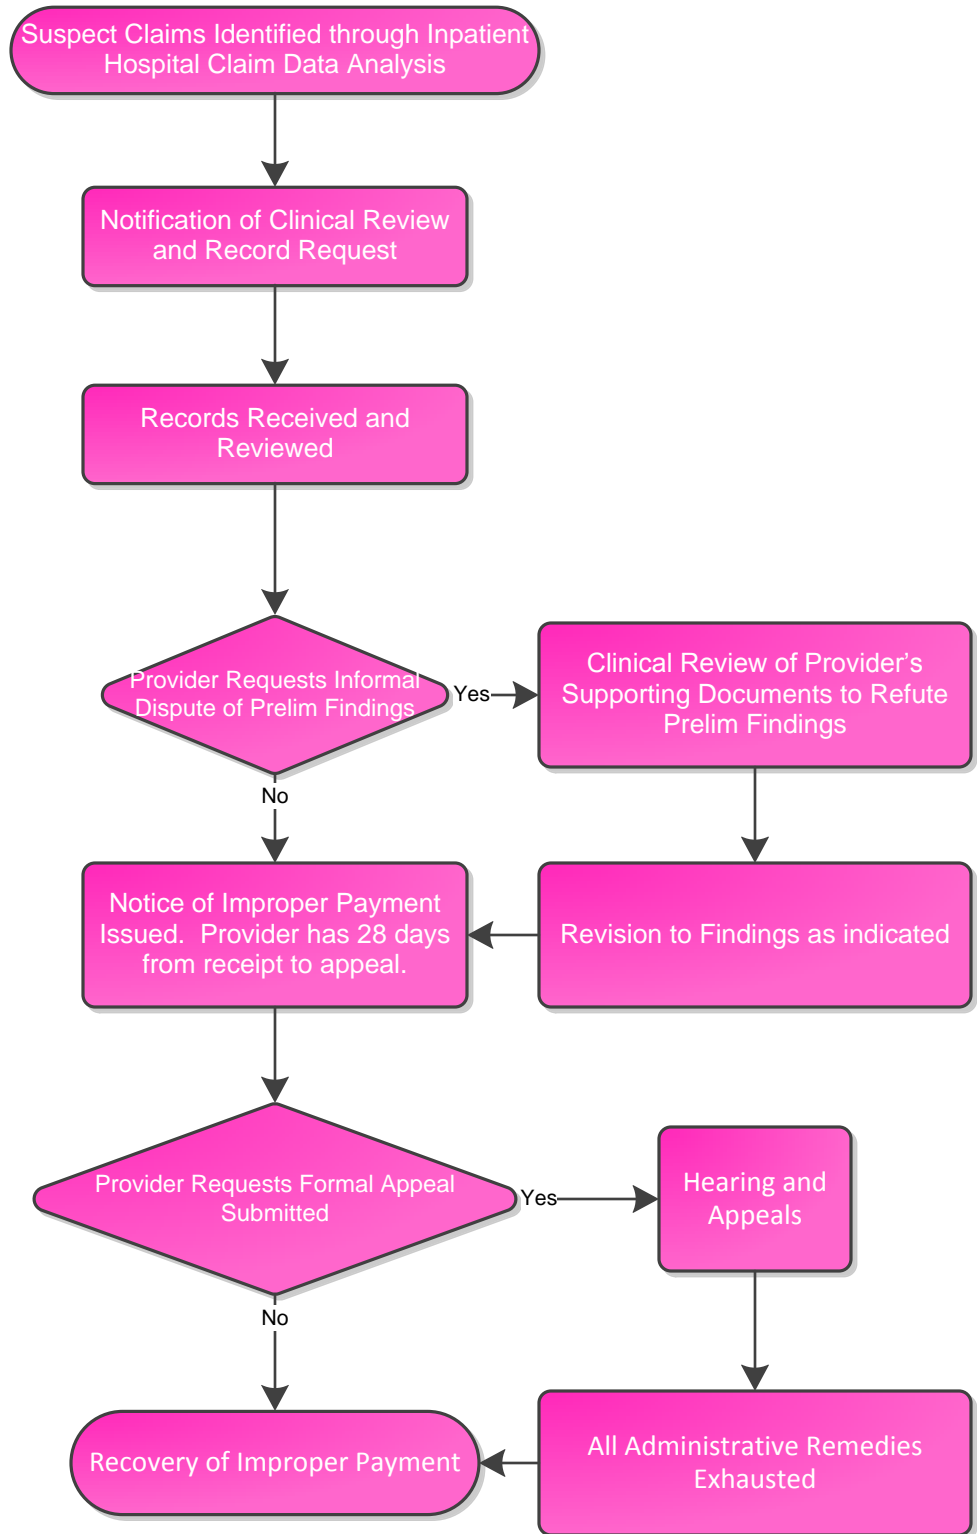 Suspect Claims Identified through Inpatient
Hospital Claim Data Analysis
Notification of Clinical Review
and Record Request
Records Received and
Reviewed
Provider Requests Informal
Dispute of Prelim Findings
Yes
Clinical Review of Provider’s
Supporting Documents to Refute
Prelim Findings
No
Notice of Improper Payment
Issued.  Provider has 28 days
from receipt to appeal.
Revision to Findings as indicated
Provider Requests Formal Appeal
Submitted
Yes
Hearing and
Appeals
No
Recovery of Improper Payment
All Administrative Remedies
Exhausted